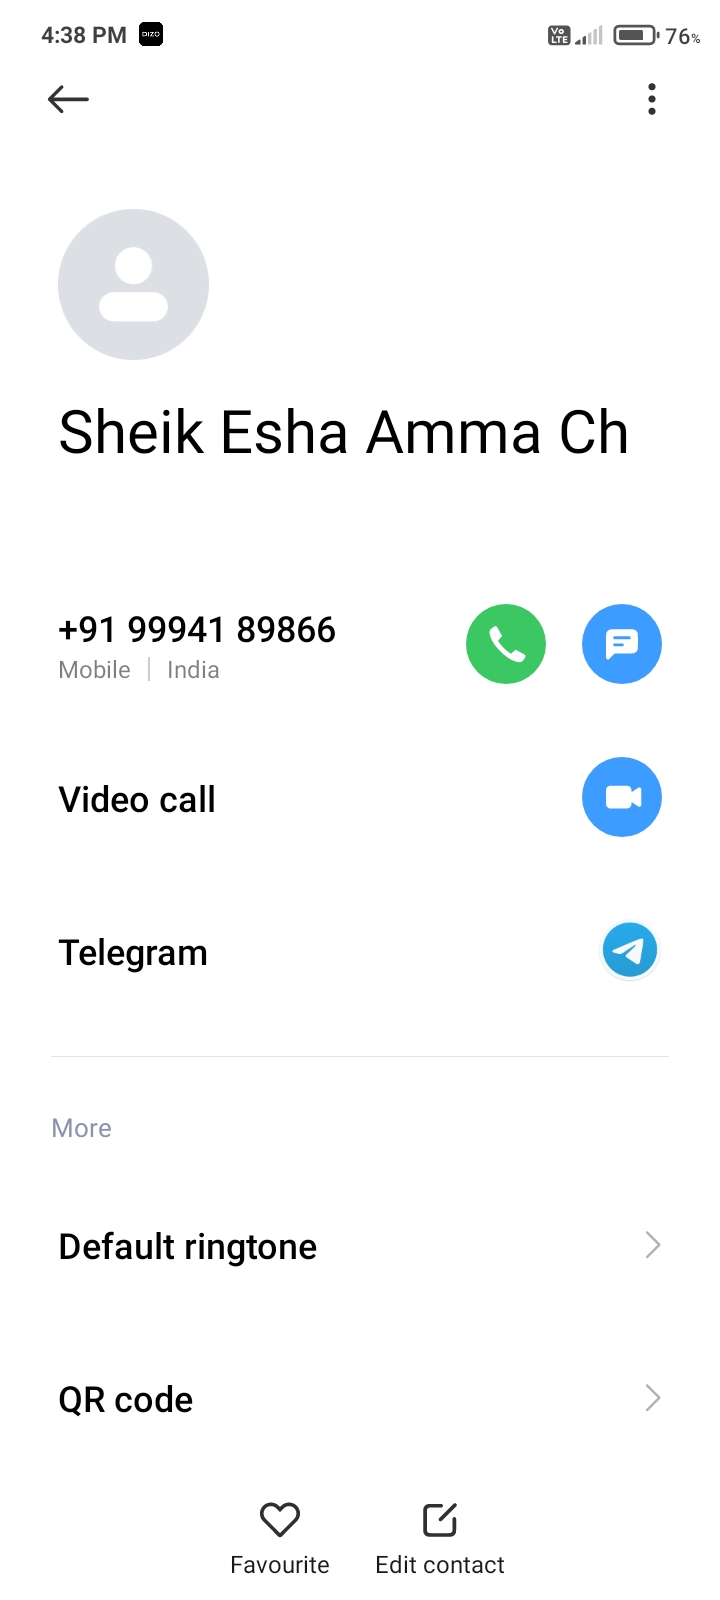 4:38 PM DIZO Vo LTE 76%
Sheik Esha Amma Ch
+91 99941 89866
Mobile | India
Video call
Telegram
More
Default ringtone
QR code
Favourite Edit contact